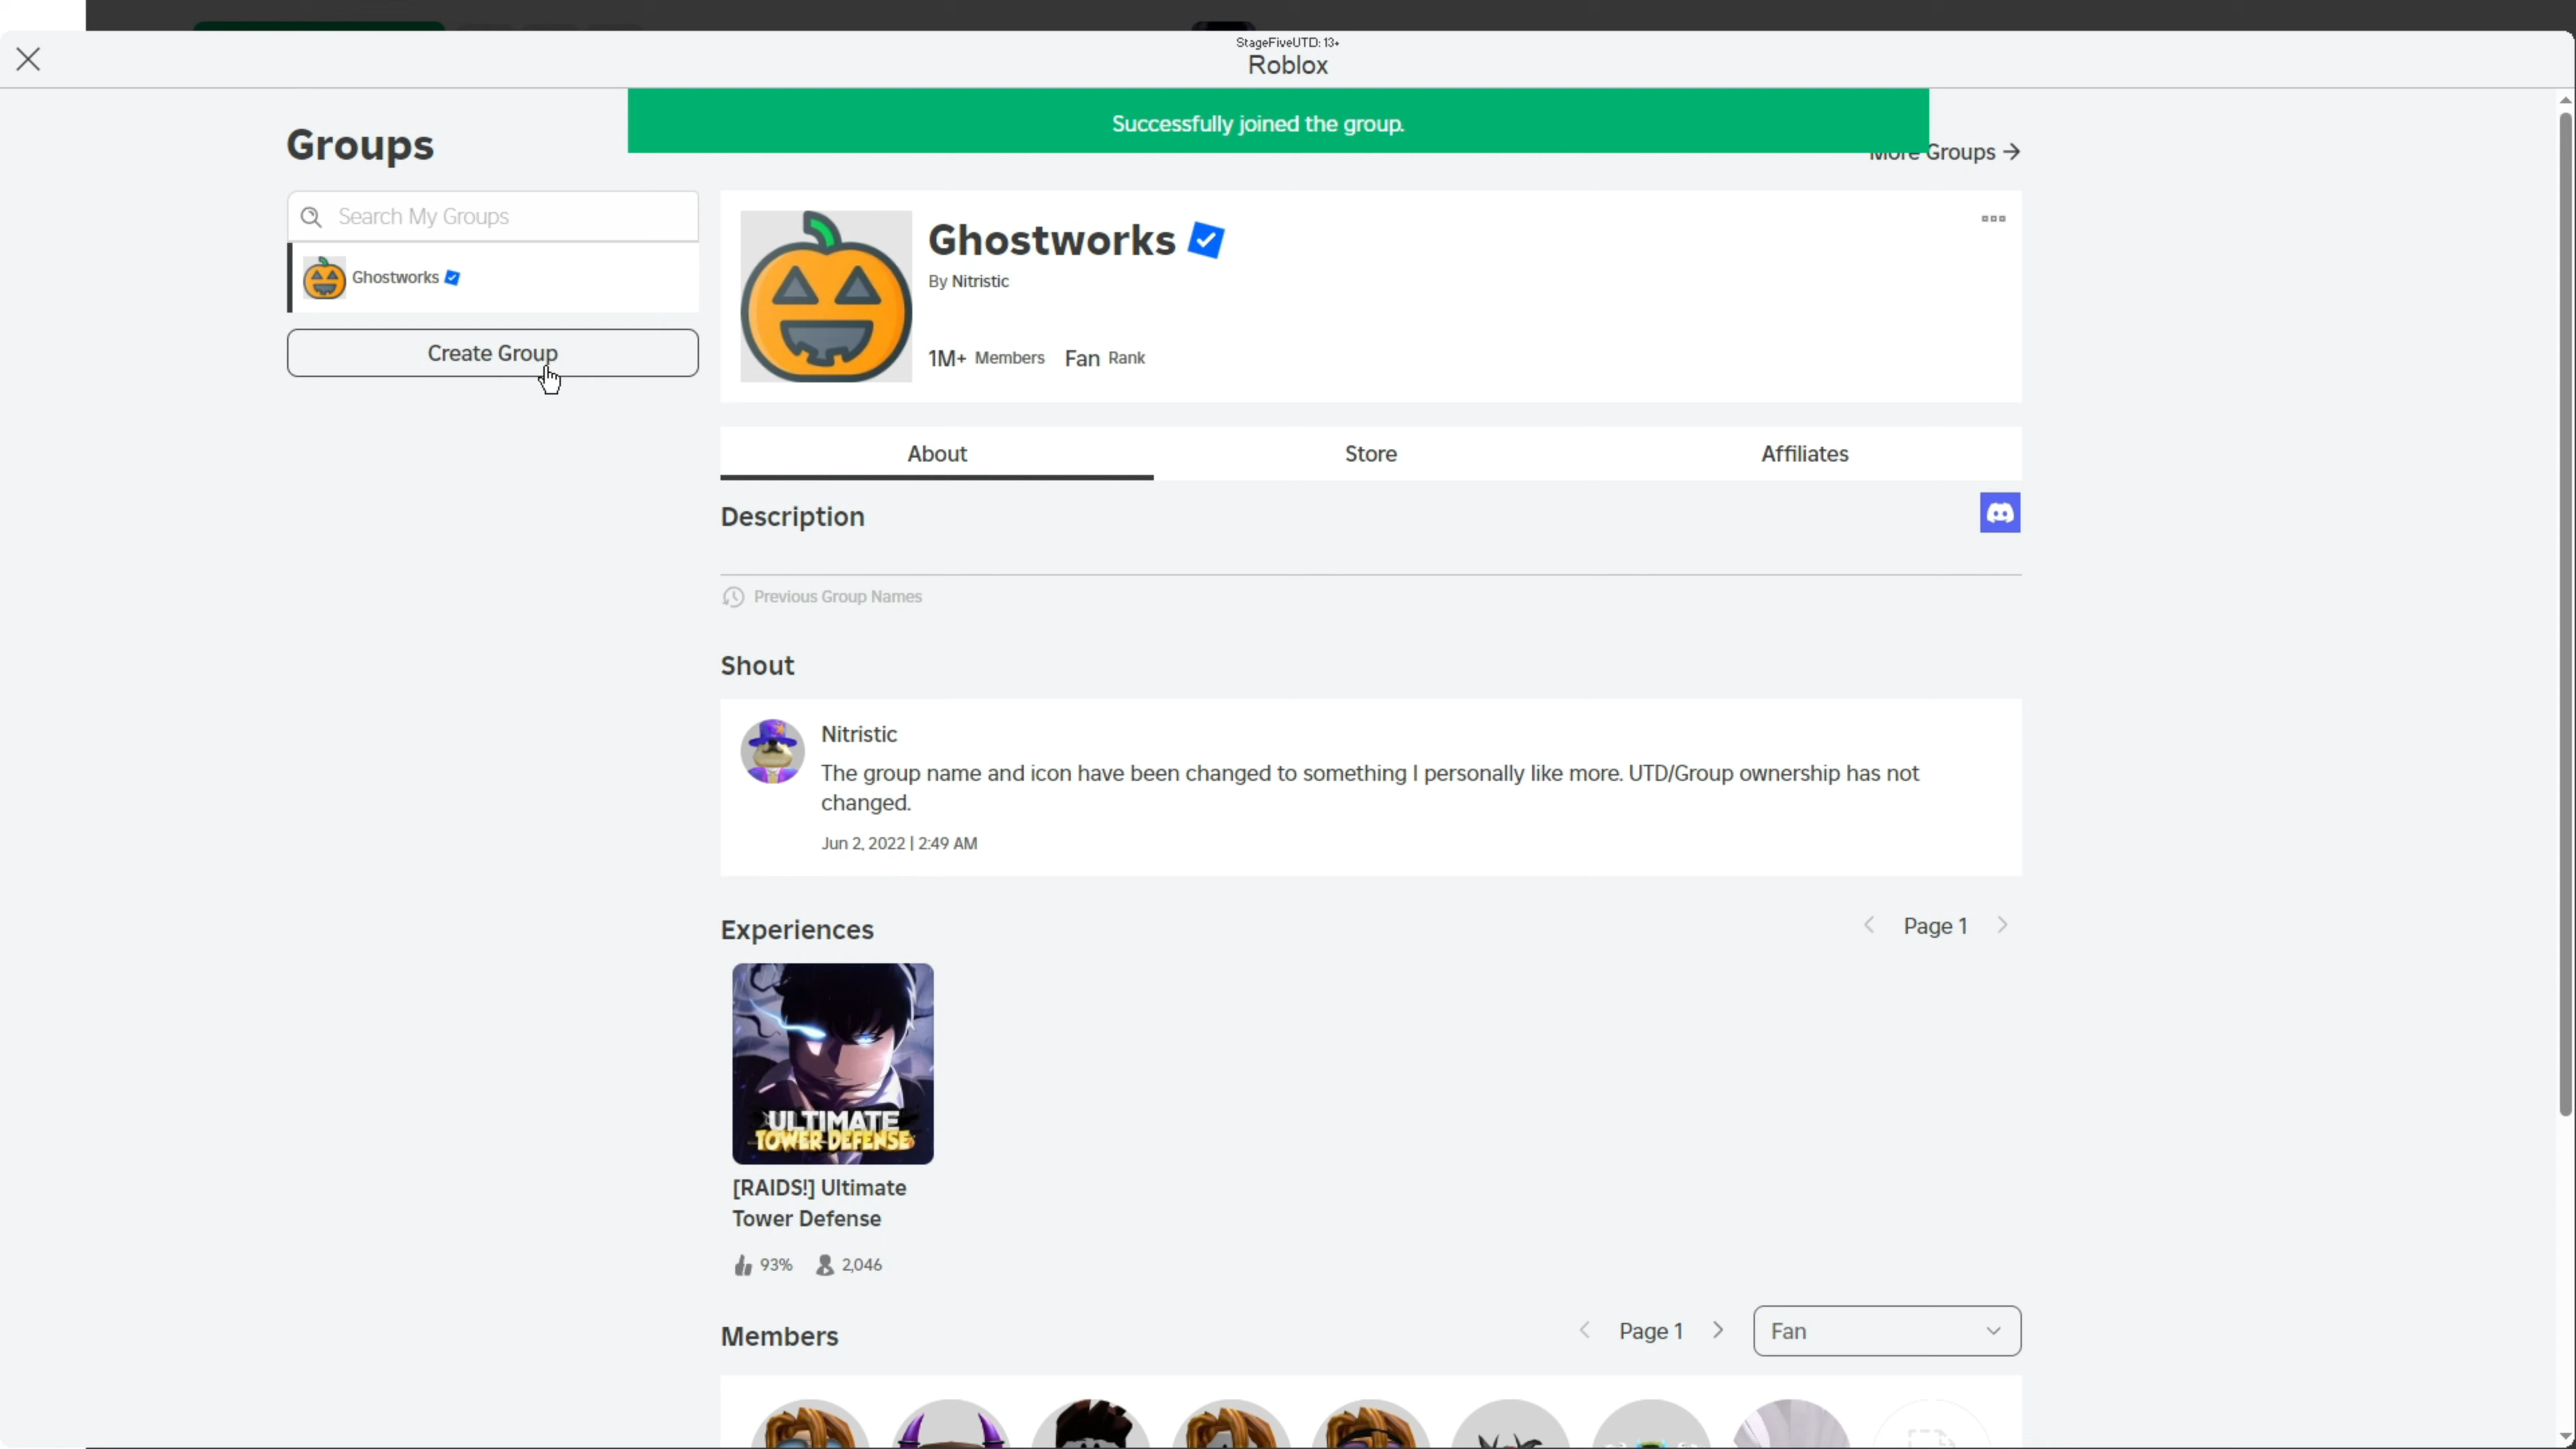 StageFiveUTD: 13+
Roblox
Successfully joined the group.
Groups
More Groups
Search My Groups
Ghostworks
Create Group
Ghostworks
By Nitristic
1M+ Members Fan Rank
About
Store
Affiliates
Description
Previous Group Names
Shout
Nitristic
The group name and icon have been changed to something I personally like more. UTD/Group ownership has not
changed.
Jun 2, 2022 | 2:49 AM
Experiences
Page 1
ULTIMATE
TOWER DEFENSE
[RAIDS!] Ultimate
Tower Defense
93% 2,046
Members
Page 1
Fan